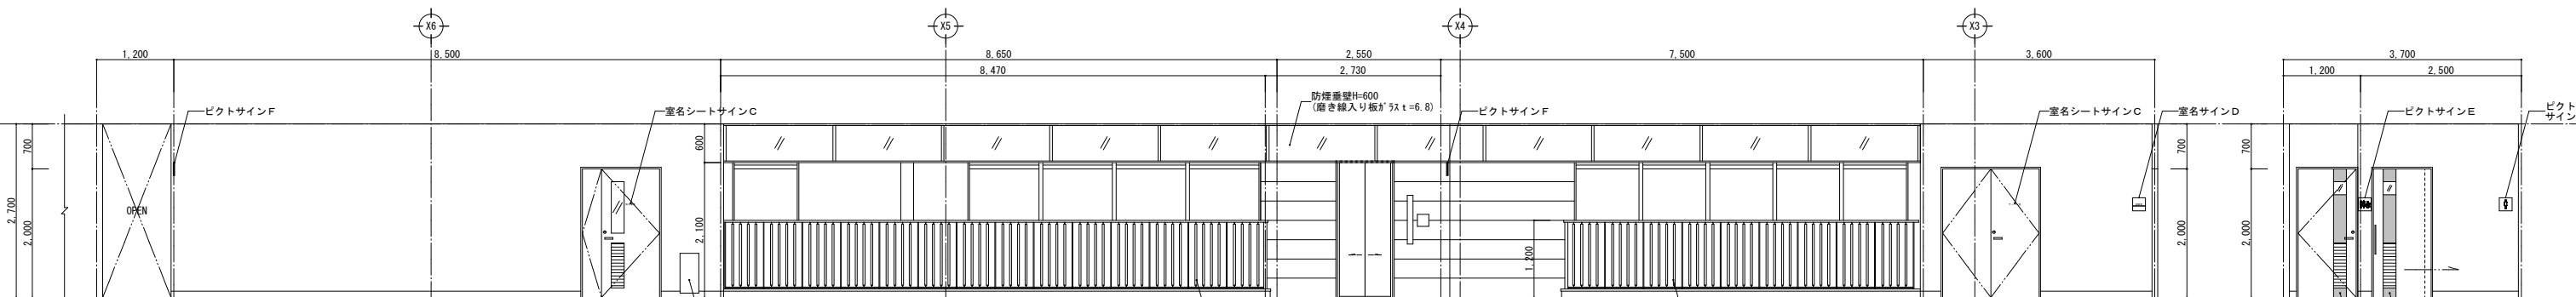 X6
X5
X4
X3
1,200
8,500
8,650
2,550
7,500
3,600
3,700
8,470
2,730
1,200
2,500
ピクトサインF
室名シートサインC
防煙垂壁H=600
(磨き線入り板ガラスt=6.8)
ピクトサインF
室名シートサインC
室名サインD
ピクトサインE
ピクト
サイン
700
600
700
700
OPEN
2,700
2,000
2,100
1,200
2,000
2,000